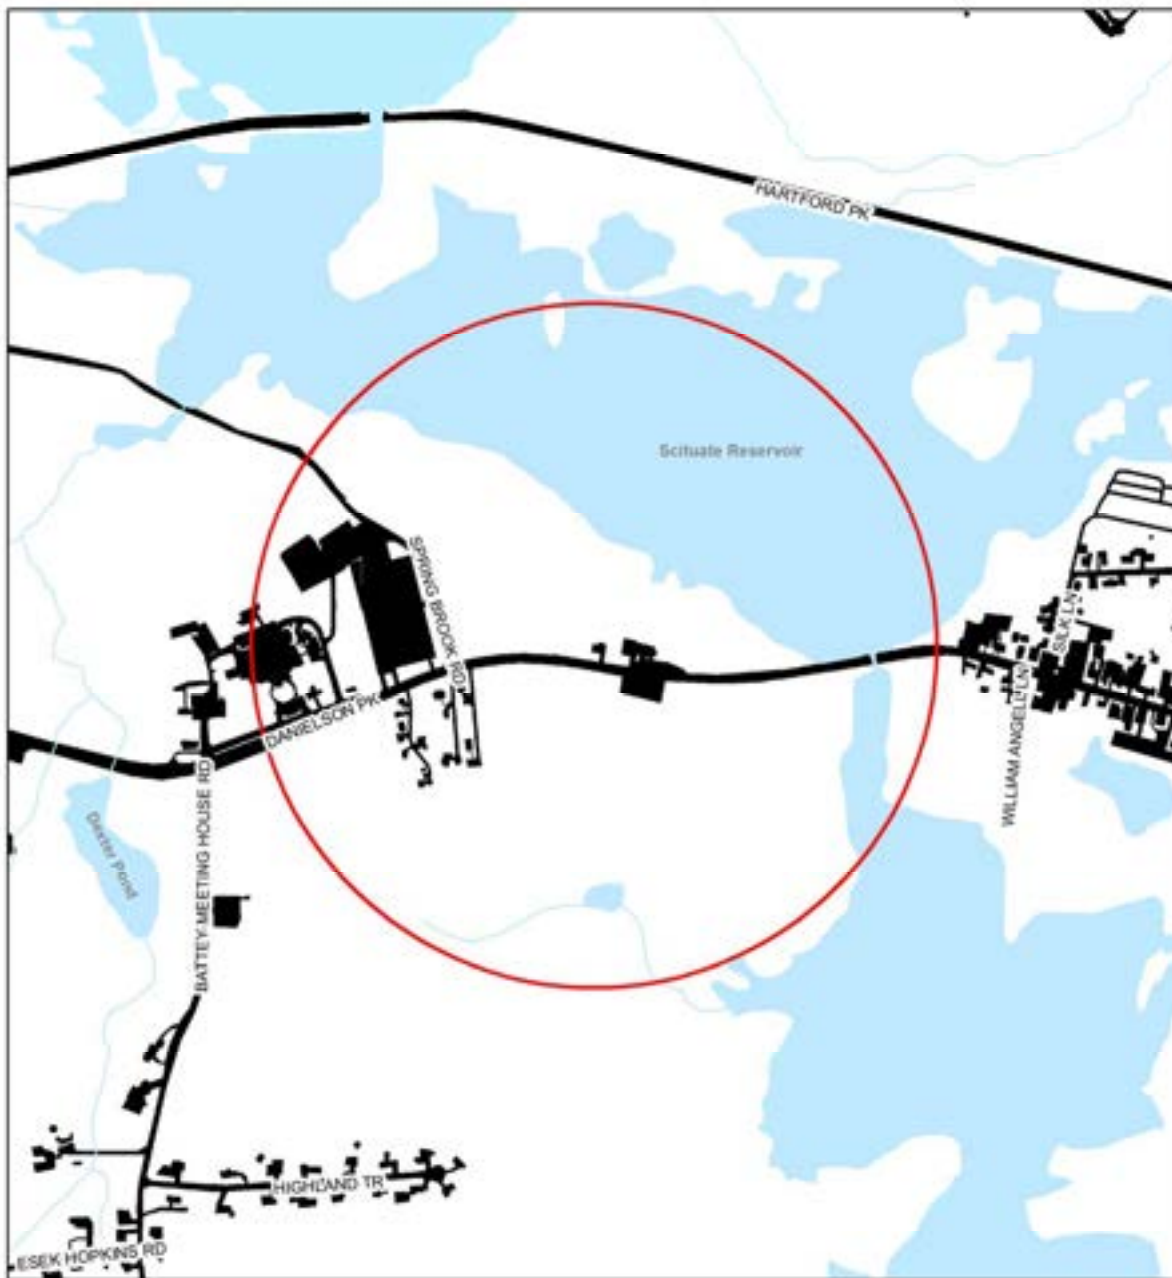 HARTFORD PK
Scituate Reservoir
SPRING BROOK RD
SILK LN
WILLIAM ANGELL LN
DANIELSON PK
BATTEY MEETING HOUSE RD
Dexter Pond
HIGHLAND TR
ESEK HOPKINS RD